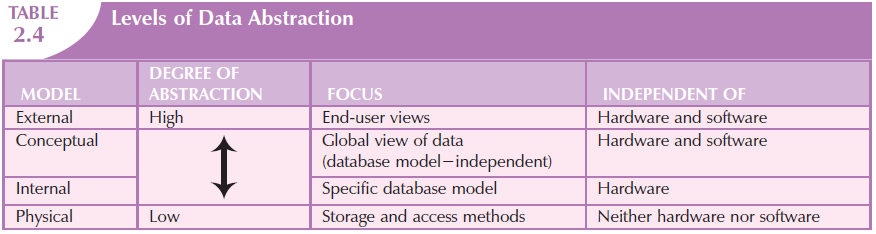 TABLE
2.4
Levels of Data Abstraction
MODEL DEGREE OF ABSTRACTION FOCUS INDEPENDENT OF
External High End-user views Hardware and software
Conceptual Global view of data Hardware and software
(database model−independent)
Internal Specific database model Hardware
Physical Low Storage and access methods Neither hardware nor software